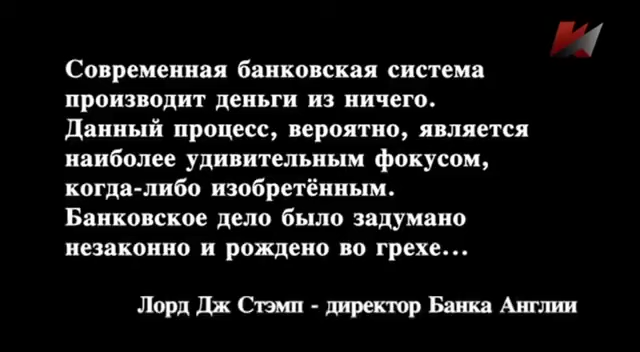 Современная банковская система
производит деньги из ничего.
Данный процесс, вероятно, является
наиболее удивительным фокусом,
когда-либо изобретённым.
Банковское дело было задумано
незаконно и рождено во грехе...
Лорд Дж Стэмп - директор Банка Англии